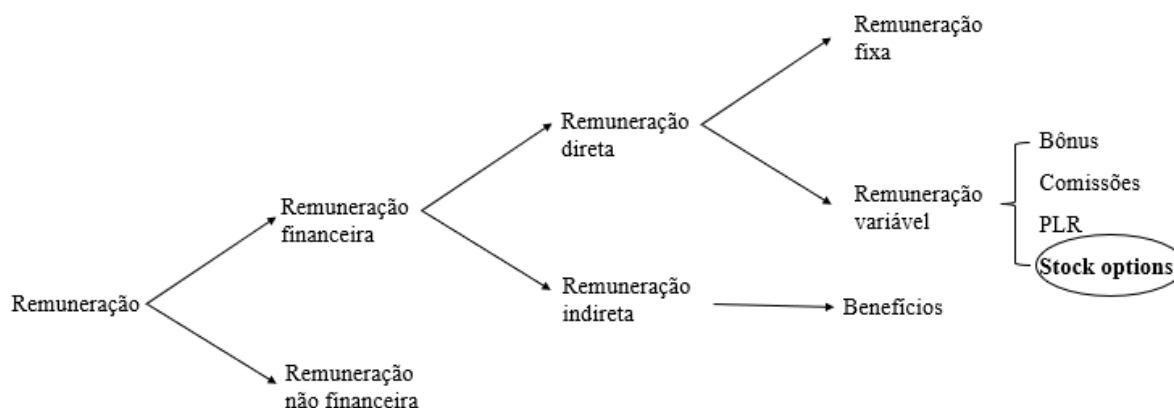 Remuneração
fixa
Remuneração
direta
Bônus
Comissões
Remuneração
variável
PLR
Stock options
Remuneração
financeira
Remuneração
indireta
Benefícios
Remuneração
Remuneração
não financeira